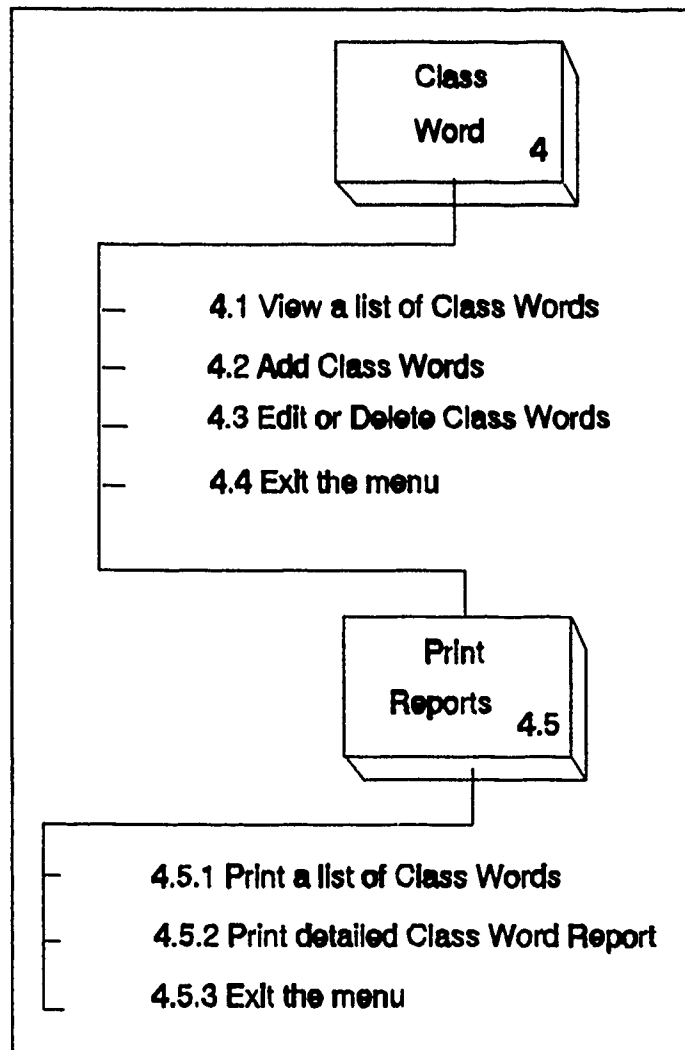 Class
Word
4
4.1 View a list of Class Words
4.2 Add Class Words
4.3 Edit or Delete Class Words
4.4 Exit the menu
Print
Reports
4.5
4.5.1 Print a list of Class Words
4.5.2 Print detailed Class Word Report
4.5.3 Exit the menu